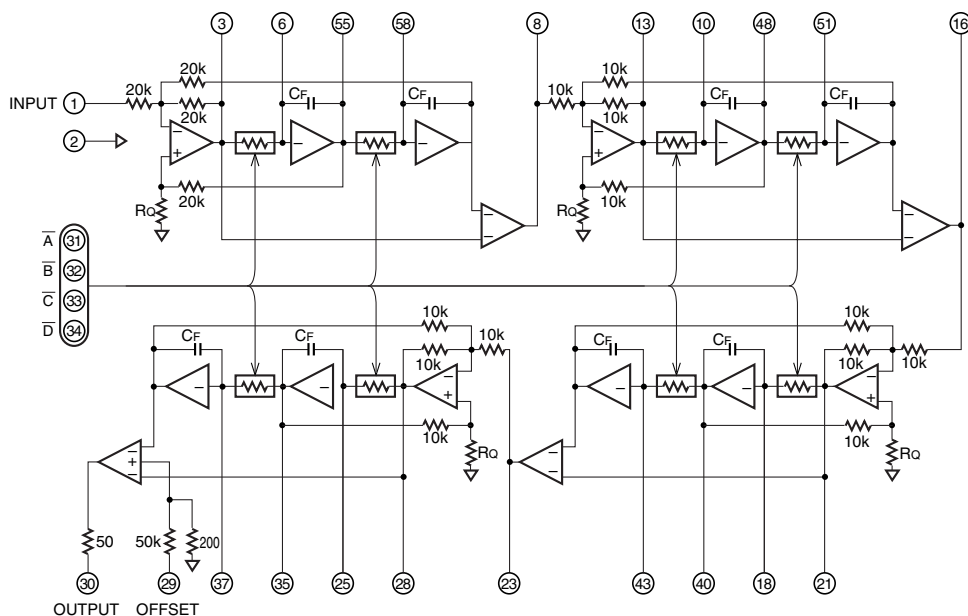 3 6 55 58 8 13 10 48 51 16
20k 10k
20k CF CF 10k 10k CF CF
INPUT 1 20k 10k
2
20k 10k
RQ RQ
A̅ 31
B̅ 32
C̅ 33
D̅ 34
10k 10k
CF CF 10k 10k CF CF 10k 10k
10k 10k
RQ RQ
50 50k 200
30 29 37 35 25 28 23 43 40 18 21
OUTPUT OFFSET